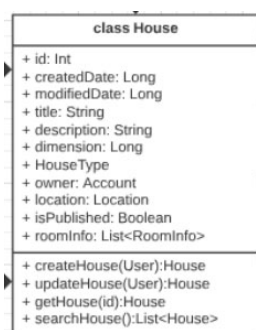 class House
+ id: Int
+ createdDate: Long
+ modifiedDate: Long
+ title: String
+ description: String
+ dimension: Long
+ HouseType
+ owner: Account
+ location: Location
+ isPublished: Boolean
+ roomInfo: List<RoomInfo>
+ createHouse(User):House
+ updateHouse(User):House
+ getHouse(id):House
+ searchHouse():List<House>